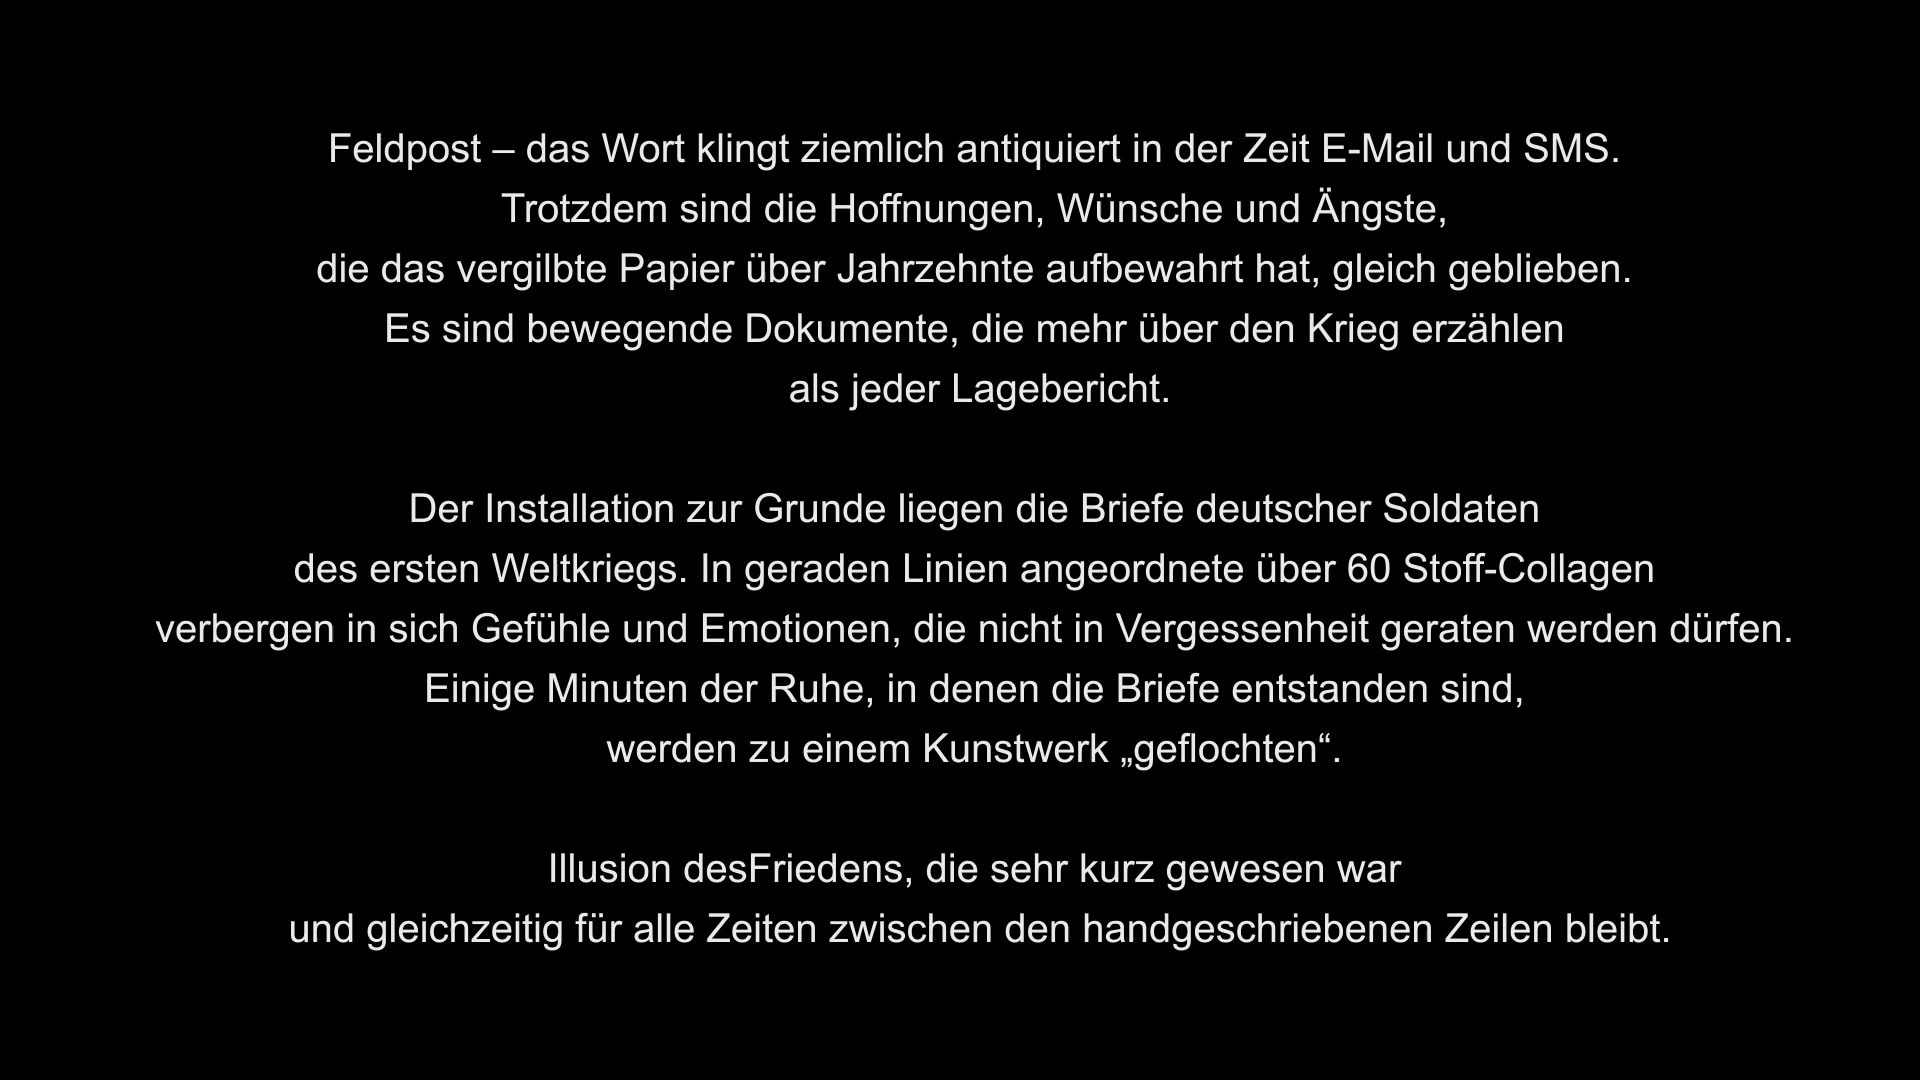 Feldpost – das Wort klingt ziemlich antiquiert in der Zeit E-Mail und SMS.
Trotzdem sind die Hoffnungen, Wünsche und Ängste,
die das vergilbte Papier über Jahrzehnte aufbewahrt hat, gleich geblieben.
Es sind bewegende Dokumente, die mehr über den Krieg erzählen
als jeder Lagebericht.
Der Installation zur Grunde liegen die Briefe deutscher Soldaten
des ersten Weltkriegs. In geraden Linien angeordnete über 60 Stoff-Collagen
verbergen in sich Gefühle und Emotionen, die nicht in Vergessenheit geraten werden dürfen.
Einige Minuten der Ruhe, in denen die Briefe entstanden sind,
werden zu einem Kunstwerk „geflochten“.
Illusion desFriedens, die sehr kurz gewesen war
und gleichzeitig für alle Zeiten zwischen den handgeschriebenen Zeilen bleibt.